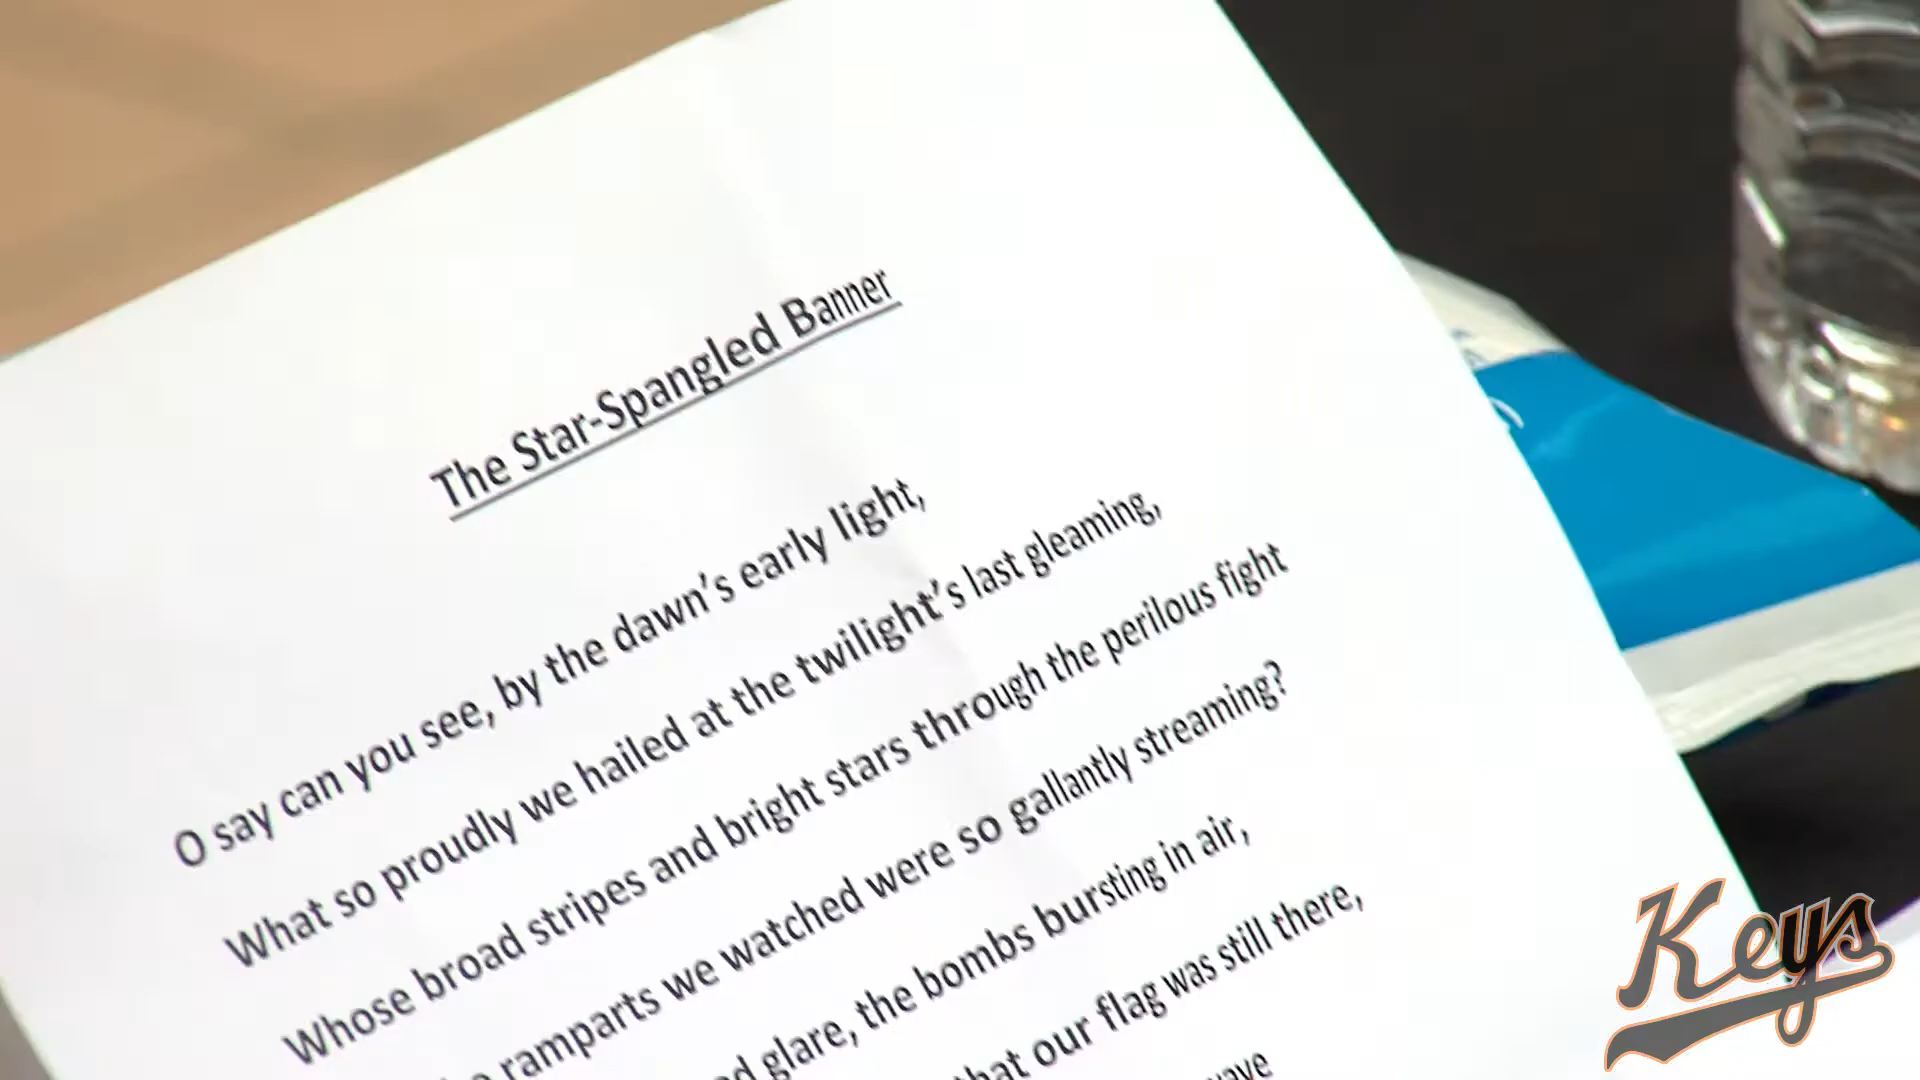 The Star-Spangled Banner
O say can you see, by the dawn’s early light,
What so proudly we hailed at the twilight’s last gleaming,
Whose broad stripes and bright stars through the perilous fight
ramparts we watched were so gallantly streaming?
glare, the bombs bursting in air,
that our flag was still there,
wave
Keys